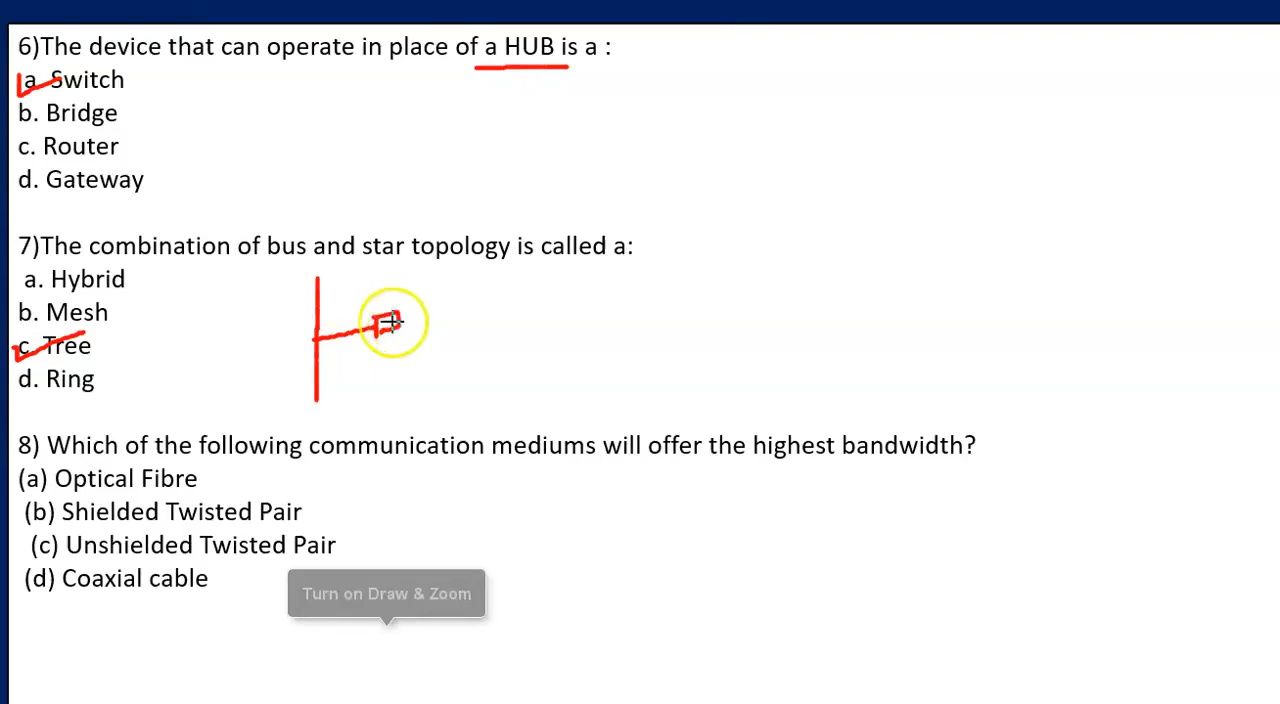 6)The device that can operate in place of a HUB is a :
a. Switch
b. Bridge
c. Router
d. Gateway
7)The combination of bus and star topology is called a:
a. Hybrid
b. Mesh
c. Tree
d. Ring
8) Which of the following communication mediums will offer the highest bandwidth?
(a) Optical Fibre
(b) Shielded Twisted Pair
(c) Unshielded Twisted Pair
(d) Coaxial cable
Turn on Draw & Zoom